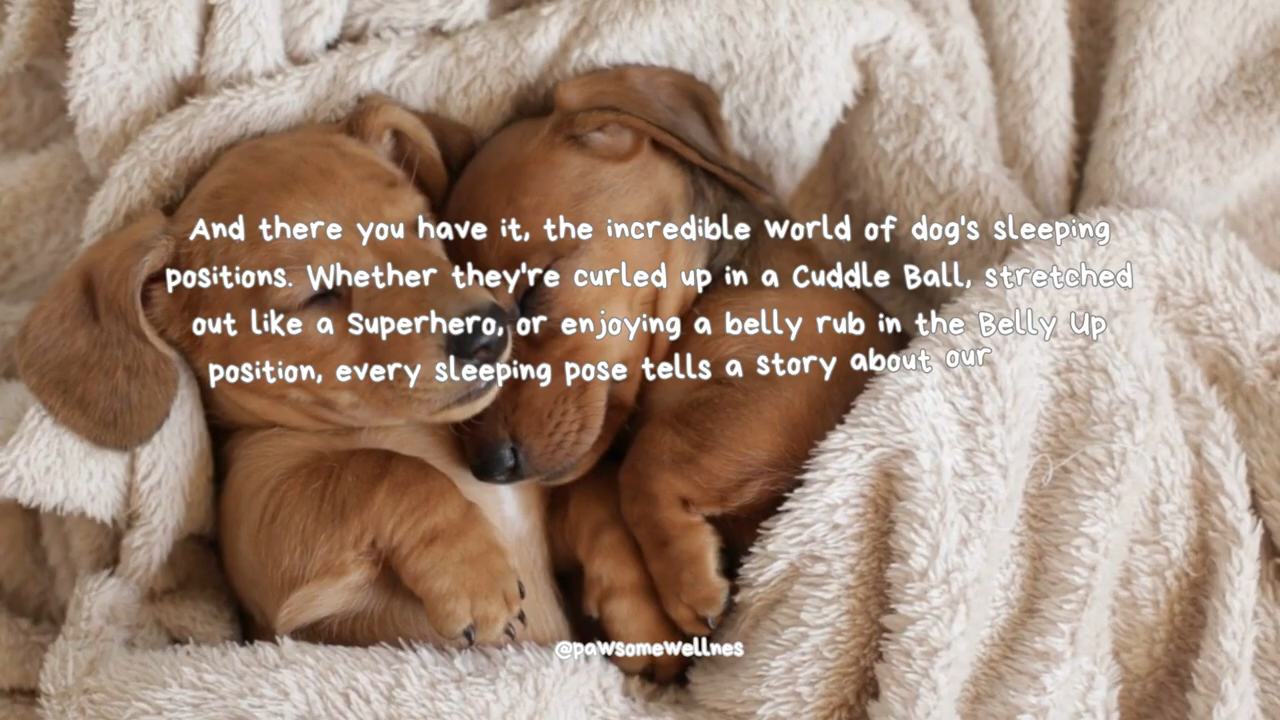 And there you have it, the incredible world of dog's sleeping
positions. Whether they're curled up in a Cuddle Ball, stretched
out like a Superhero, or enjoying a belly rub in the Belly Up
position, every sleeping pose tells a story about our
@pawsomewellnes